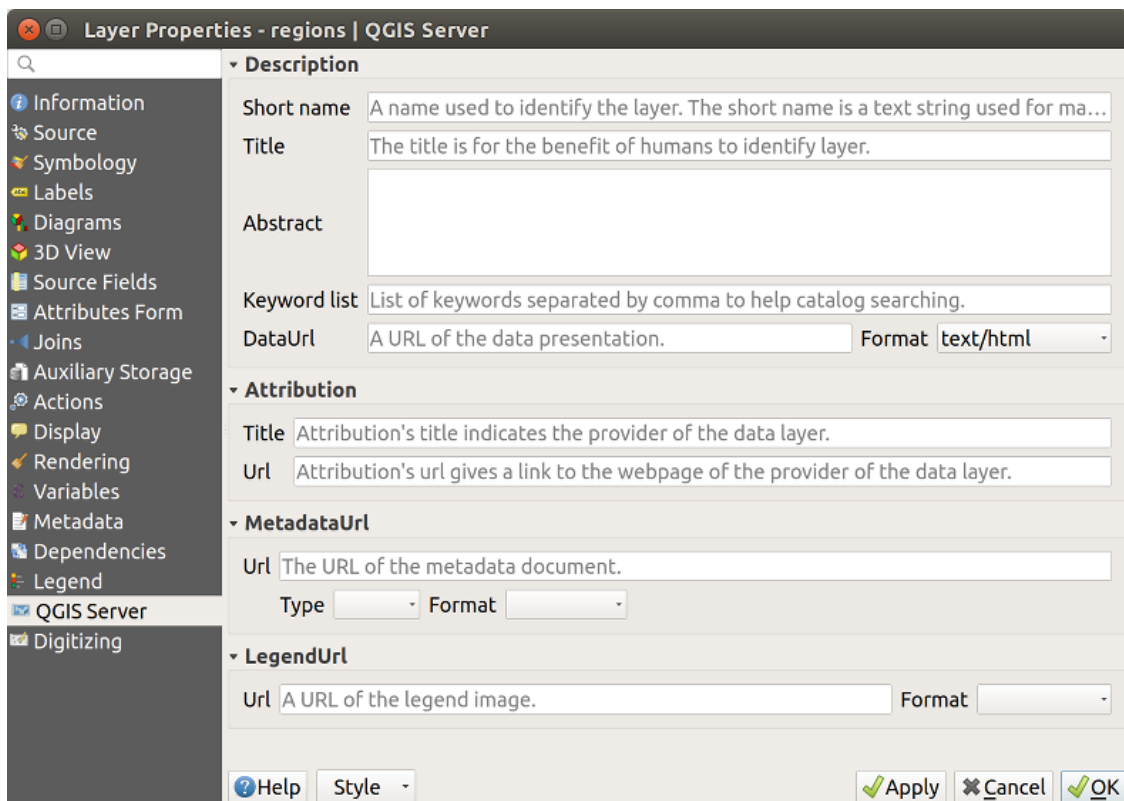 Layer Properties - regions | QGIS Server
Information
Source
Symbology
Labels
Diagrams
3D View
Source Fields
Attributes Form
Joins
Auxiliary Storage
Actions
Display
Rendering
Variables
Metadata
Dependencies
Legend
QGIS Server
Digitizing
Description
Short name A name used to identify the layer. The short name is a text string used for ma...
Title The title is for the benefit of humans to identify layer.
Abstract
Keyword list List of keywords separated by comma to help catalog searching.
DataUrl A URL of the data presentation. Format text/html
Attribution
Title Attribution's title indicates the provider of the data layer.
Url Attribution's url gives a link to the webpage of the provider of the data layer.
MetadataUrl
Url The URL of the metadata document.
Type Format
LegendUrl
Url A URL of the legend image. Format
Help Style Apply Cancel OK